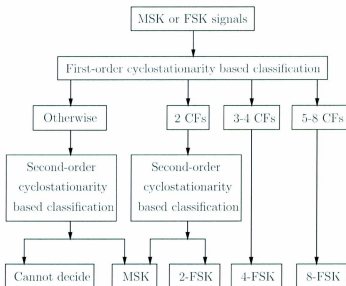 MSK or FSK signals
First-order cyclostationarity based classification
Otherwise
2 CFs
3-4 CFs
5-8 CFs
Second-order
cyclostationarity
based classification
Second-order
cyclostationarity
based classification
Cannot decide
MSK
2-FSK
4-FSK
8-FSK